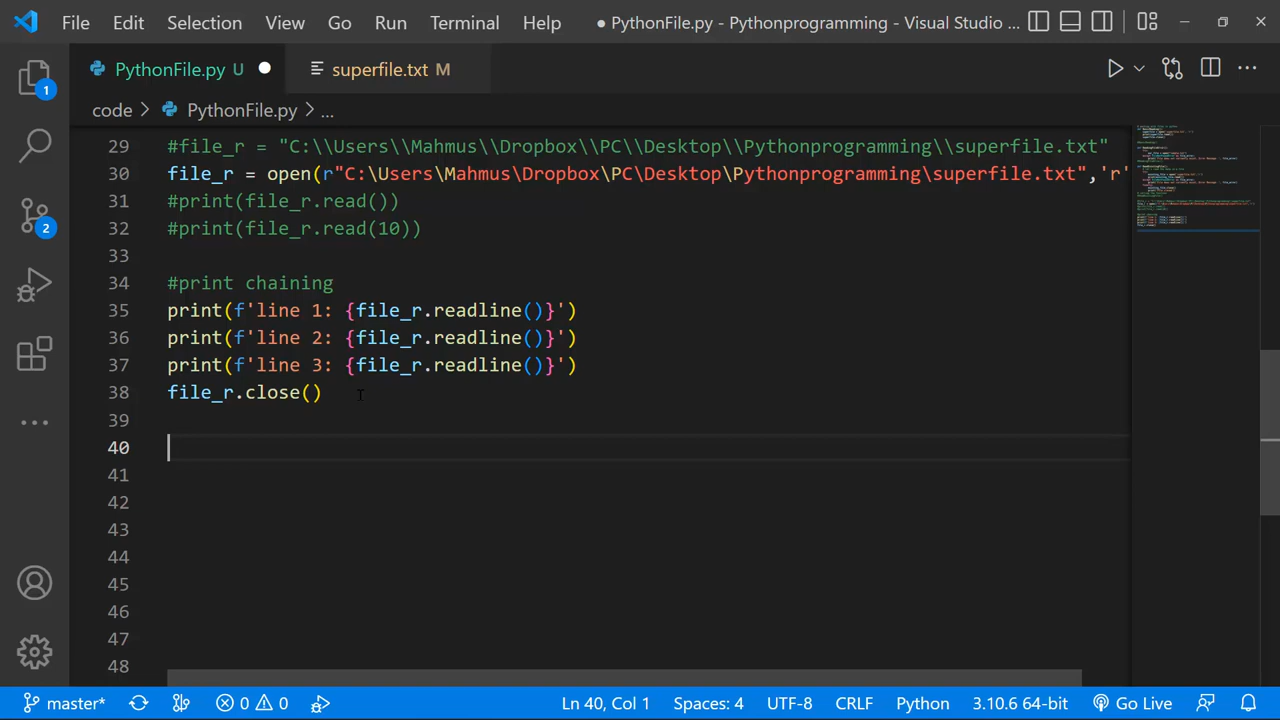 File Edit Selection View Go Run Terminal Help ● PythonFile.py - Pythonprogramming - Visual Studio ...
PythonFile.py U superfile.txt M
code > PythonFile.py > ...
1
2
29 #file_r = "C:\\Users\\Mahmus\\Dropbox\\PC\\Desktop\\Pythonprogramming\\superfile.txt"
30 file_r = open(r"C:\Users\Mahmus\Dropbox\PC\Desktop\Pythonprogramming\superfile.txt",'r'
31 #print(file_r.read())
32 #print(file_r.read(10))
33
34 #print chaining
35 print(f'line 1: {file_r.readline()}')
36 print(f'line 2: {file_r.readline()}')
37 print(f'line 3: {file_r.readline()}')
38 file_r.close()
39
40
41
42
43
44
45
46
47
48
master* 0 0 Ln 40, Col 1 Spaces: 4 UTF-8 CRLF Python 3.10.6 64-bit Go Live